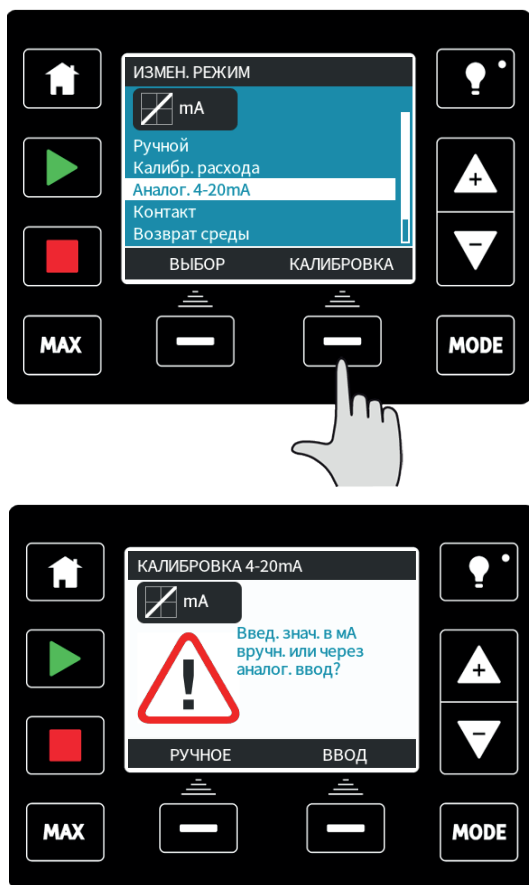 ИЗМЕН. РЕЖИМ
mA
Ручной
Калибр. расхода
Аналог. 4-20mA
Контакт
Возврат среды
ВЫБОР КАЛИБРОВКА
MAX
MODE
КАЛИБРОВКА 4-20mA
mA
Введ. знач. в мА
вручн. или через
аналог. ввод?
РУЧНОЕ ВВОД
MAX
MODE